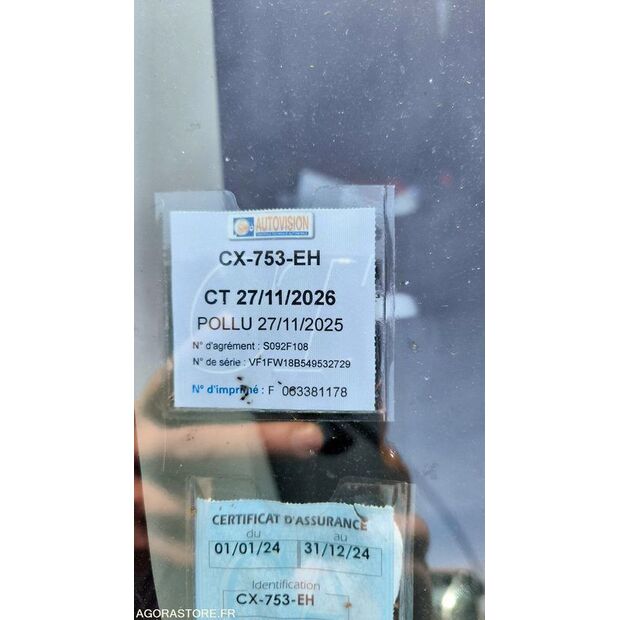 AUTOVISION
CX-753-EH
CT 27/11/2026
POLLU 27/11/2025
N° d'agrément : S092F108
N° de série : VF1FW18B549532729
N° d'imprimé : F 063381178
CERTIFICAT D'ASSURANCE
du au
01/01/24 31/12/24
Identification
CX-753-EH
AGORASTORE.FR